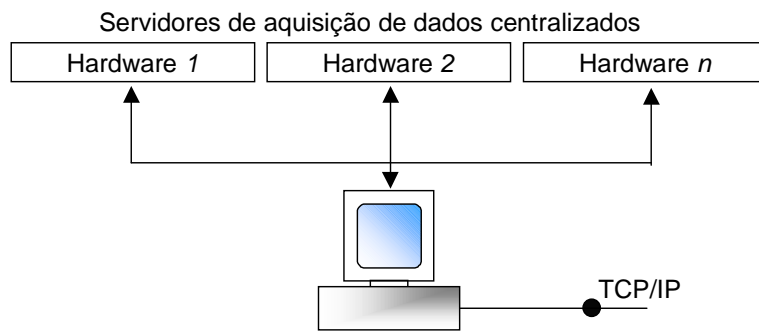 Servidores de aquisição de dados centralizados
Hardware 1
Hardware 2
Hardware n
TCP/IP